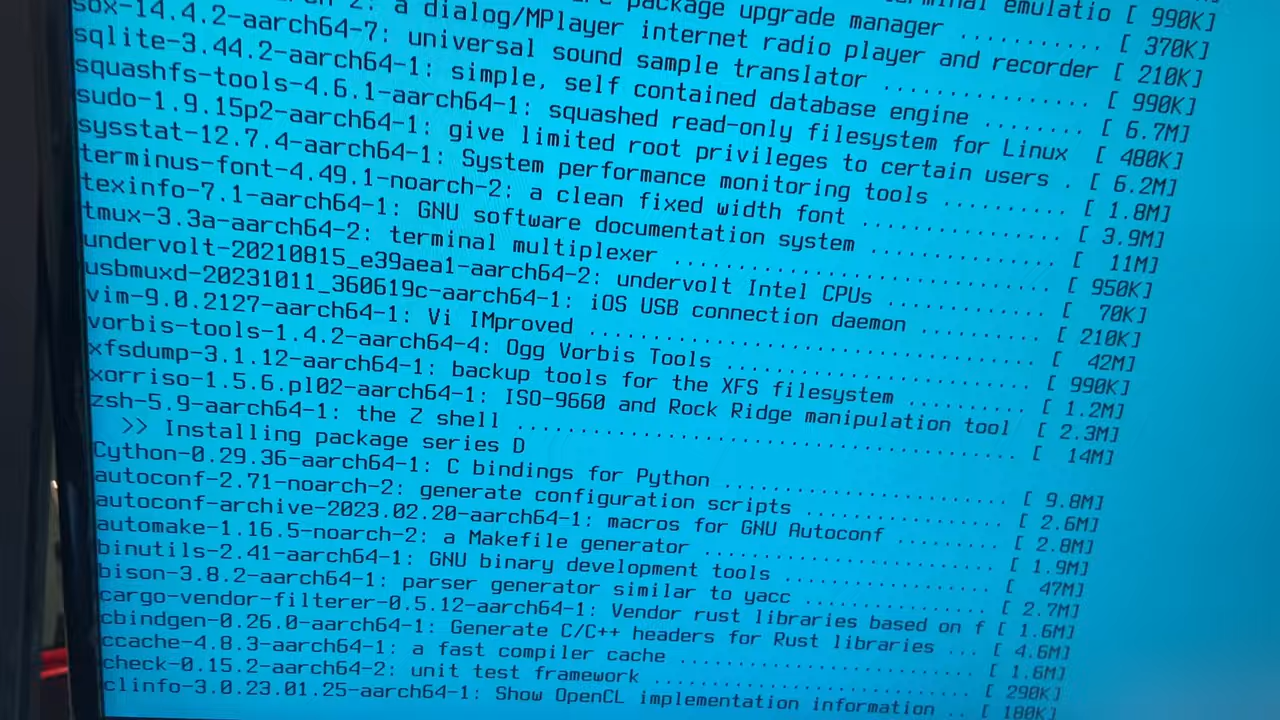 emulatio [ 990K]
package upgrade manager ........... [ 370K]
2: a dialog/MPlayer internet radio player and recorder [ 210K]
sox-14.4.2-aarch64-7: universal sound sample translator ................ [ 990K]
sqlite-3.44.2-aarch64-1: simple, self contained database engine ........ [ 6.7M]
squashfs-tools-4.6.1-aarch64-1: squashed read-only filesystem for Linux [ 480K]
sudo-1.9.15p2-aarch64-1: give limited root privileges to certain users . [ 6.2M]
sysstat-12.7.4-aarch64-1: System performance monitoring tools .......... [ 1.8M]
terminus-font-4.49.1-noarch-2: a clean fixed width font ................ [ 3.9M]
texinfo-7.1-aarch64-1: GNU software documentation system ............... [ 11M]
tmux-3.3a-aarch64-2: terminal multiplexer .............................. [ 950K]
undervolt-20210815_e39aea1-aarch64-2: undervolt Intel CPUs ............. [ 70K]
usbmuxd-20231011_360619c-aarch64-1: iOS USB connection daemon .......... [ 210K]
vim-9.0.2127-aarch64-1: Vi IMproved .................................... [ 42M]
vorbis-tools-1.4.2-aarch64-4: Ogg Vorbis Tools ......................... [ 990K]
xfsdump-3.1.12-aarch64-1: backup tools for the XFS filesystem .......... [ 1.2M]
xorriso-1.5.6.pl02-aarch64-1: ISO-9660 and Rock Ridge manipulation tool [ 2.3M]
zsh-5.9-aarch64-1: the Z shell ......................................... [ 14M]
>> Installing package series D
Cython-0.29.36-aarch64-1: C bindings for Python ........................ [ 9.8M]
autoconf-2.71-noarch-2: generate configuration scripts ................. [ 2.6M]
autoconf-archive-2023.02.20-aarch64-1: macros for GNU Autoconf ......... [ 2.8M]
automake-1.16.5-noarch-2: a Makefile generator ......................... [ 1.9M]
binutils-2.41-aarch64-1: GNU binary development tools .................. [ 47M]
bison-3.8.2-aarch64-1: parser generator similar to yacc ................ [ 2.7M]
cargo-vendor-filterer-0.5.12-aarch64-1: Vendor rust libraries based on f [ 1.6M]
cbindgen-0.26.0-aarch64-1: Generate C/C++ headers for Rust libraries ... [ 4.6M]
ccache-4.8.3-aarch64-1: a fast compiler cache .......................... [ 1.6M]
check-0.15.2-aarch64-2: unit test framework ............................ [ 290K]
clinfo-3.0.23.01.25-aarch64-1: Show OpenCL implementation information .. [ 180K]